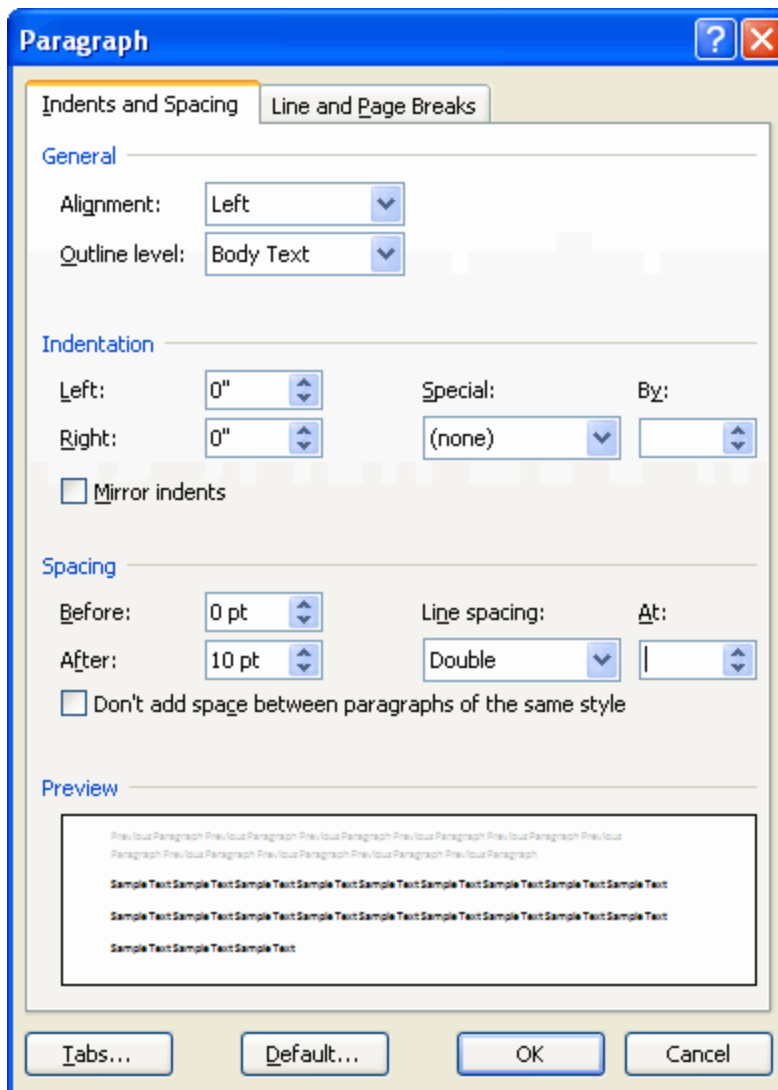 Paragraph
Indents and Spacing
Line and Page Breaks
General
Alignment: Left
Outline level: Body Text
Indentation
Left: 0" Special: By:
Right: 0" (none)
Mirror indents
Spacing
Before: 0 pt Line spacing: At:
After: 10 pt Double
Don't add space between paragraphs of the same style
Preview
Previous Paragraph Previous Paragraph Previous Paragraph Previous Paragraph Previous Paragraph Previous
Paragraph Previous Paragraph Previous Paragraph Previous Paragraph Previous Paragraph
Sample Text Sample Text Sample Text Sample Text Sample Text Sample Text Sample Text Sample Text Sample Text
Sample Text Sample Text Sample Text Sample Text Sample Text Sample Text Sample Text Sample Text Sample Text
Sample Text Sample Text Sample Text
Tabs... Default... OK Cancel